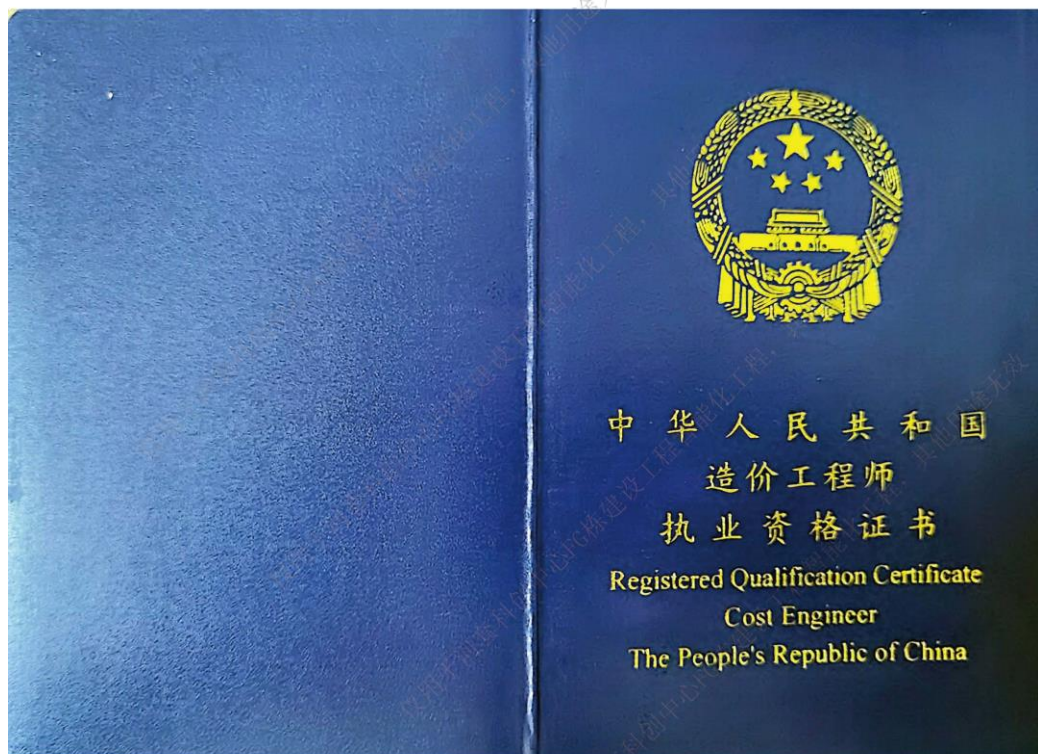 中华人民共和国
造价工程师
执业资格证书
Registered Qualification Certificate
Cost Engineer
The People's Republic of China